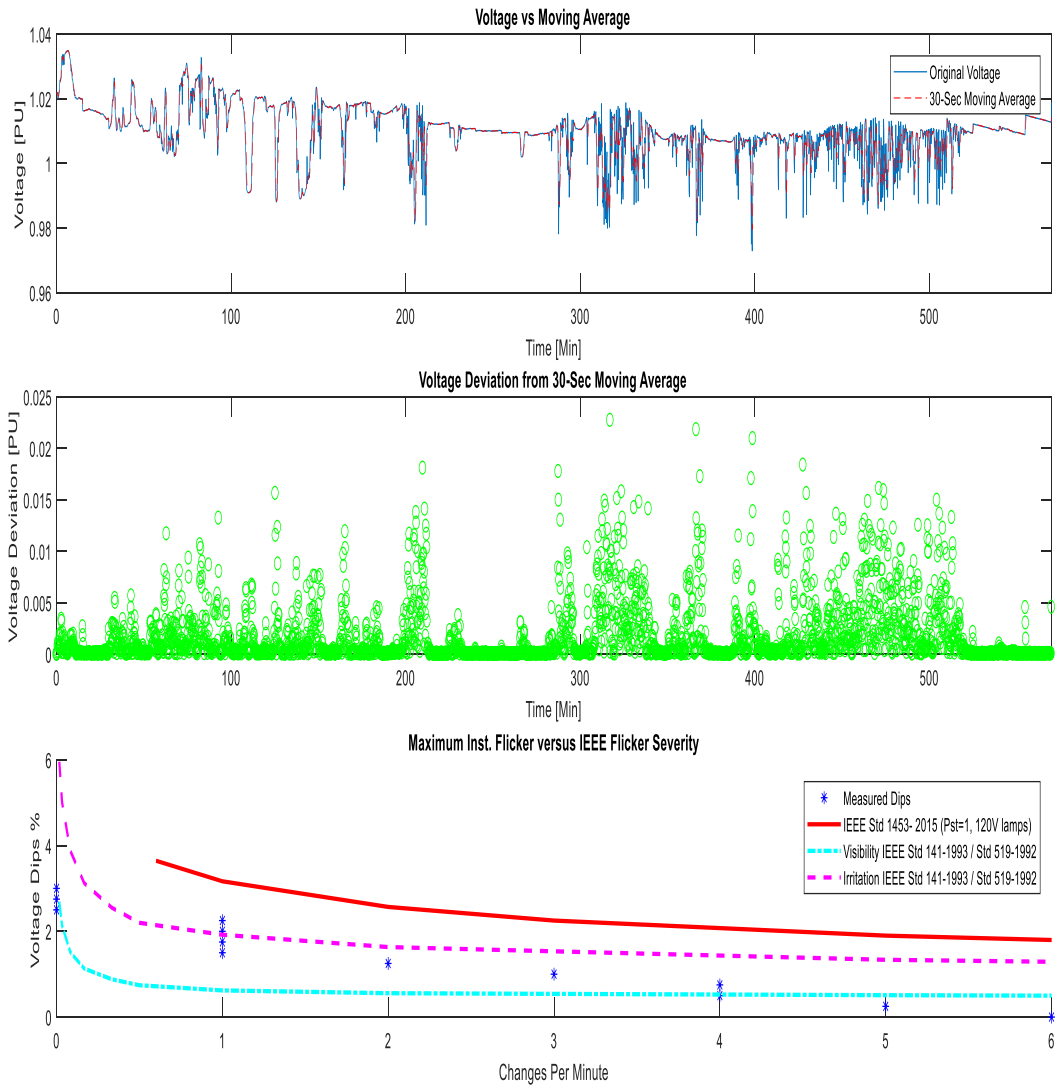 Voltage vs Moving Average
1.04
1.02
1
0.98
0.96
Voltage [PU]
Original Voltage
30-Sec Moving Average
0 100 200 300 400 500
Time [Min]
Voltage Deviation from 30-Sec Moving Average
0.025
0.02
0.015
0.01
0.005
0
Voltage Deviation [PU]
0 100 200 300 400 500
Time [Min]
Maximum Inst. Flicker versus IEEE Flicker Severity
6
4
2
0
Voltage Dips %
Measured Dips
IEEE Std 1453- 2015 (Pst=1, 120V lamps)
Visibility IEEE Std 141-1993 / Std 519-1992
Irritation IEEE Std 141-1993 / Std 519-1992
0 1 2 3 4 5 6
Changes Per Minute